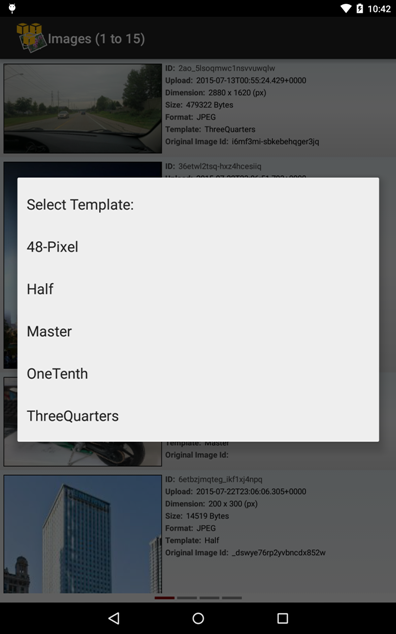 10:42
Images (1 to 15)
ID: 2ao_5lsoqmwc1nsvvuwqlw
Upload: 2015-07-13T00:55:24.429+0000
Dimension: 2880 x 1620 (px)
Size: 479322 Bytes
Format: JPEG
Template: ThreeQuarters
Original Image Id: i6mf3mi-sbkebehqger3jq
ID: 36etwl2tsq-hxz4hcesiiq
Select Template:
48-Pixel
Half
Master
OneTenth
ThreeQuarters
Template: Master
Original Image Id:
ID: 6etbzjmqteg_ikf1xj4npq
Upload: 2015-07-22T23:06:06.305+0000
Dimension: 200 x 300 (px)
Size: 14519 Bytes
Format: JPEG
Template: Half
Original Image Id: _dswye76rp2yvbncdx852w